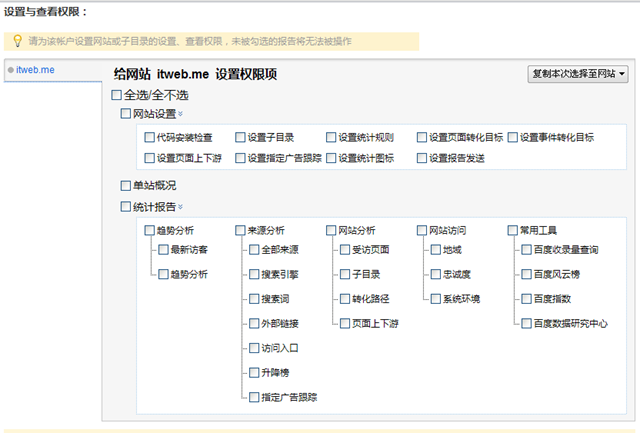 设置与查看权限：
请为该帐户设置网站或子目录的设置、查看权限，未被勾选的报告将无法被操作
itweb.me
给网站 itweb.me 设置权限项
复制本次选择至网站
全选/全不选
网站设置
代码安装检查 设置子目录 设置统计规则 设置页面转化目标 设置事件转化目标
设置页面上下游 设置指定广告跟踪 设置统计图标 设置报告发送
单站概况
统计报告
趋势分析 来源分析 网站分析 网站访问 常用工具
最新访客 全部来源 受访页面 地域 百度收录量查询
趋势分析 搜索引擎 子目录 忠诚度 百度风云榜
搜索词 转化路径 系统环境 百度指数
外部链接 页面上下游 百度数据研究中心
访问入口
升降榜
指定广告跟踪